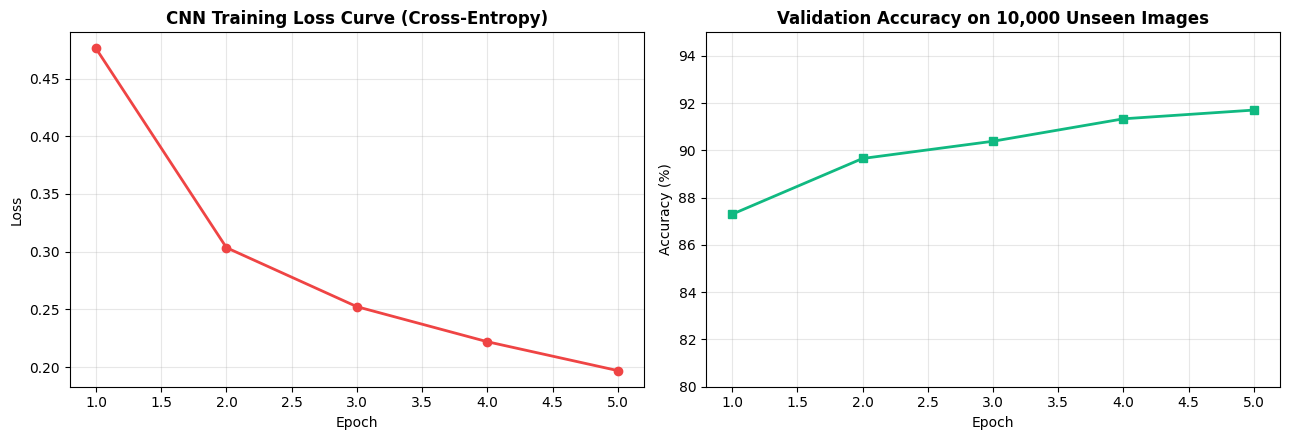 CNN Training Loss Curve (Cross-Entropy)
0.45
0.40
0.35
0.30
0.25
0.20
Loss
1.0 1.5 2.0 2.5 3.0 3.5 4.0 4.5 5.0
Epoch
Validation Accuracy on 10,000 Unseen Images
94
92
90
88
86
84
82
80
Accuracy (%)
1.0 1.5 2.0 2.5 3.0 3.5 4.0 4.5 5.0
Epoch